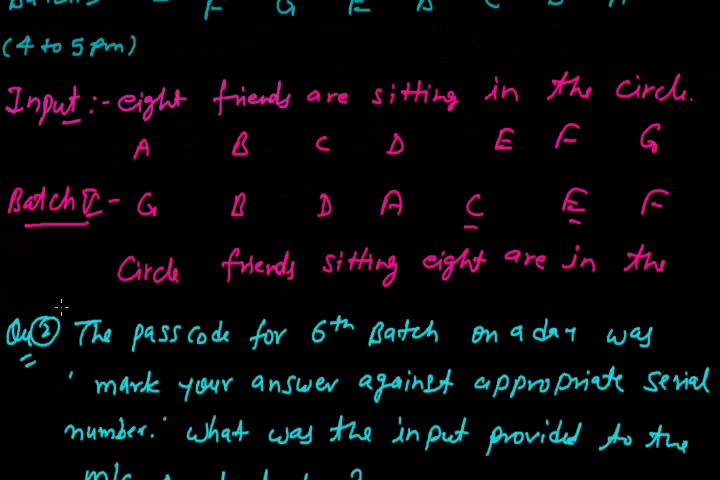 F G E D C B A
(4 to 5 pm)
Input :- eight friends are sitting in the circle.
A B C D E F G
Batch I - G B D A C E F
Circle friends sitting eight are in the
Qu② The passcode for 6th Batch on a day was
'mark your answer against appropriate serial
number.' What was the input provided to the
m/c